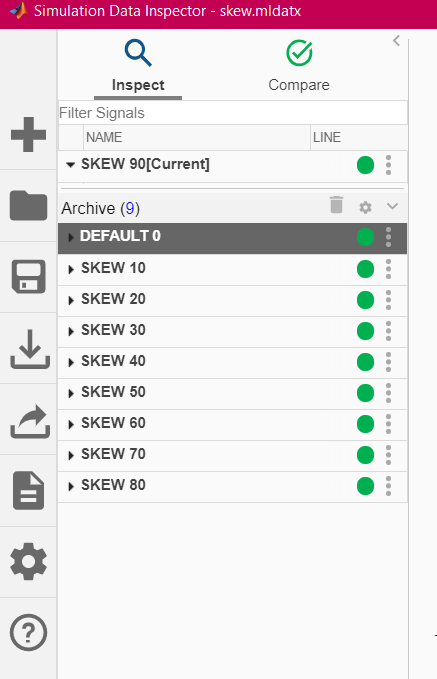 Simulation Data Inspector - skew.mldatx
Inspect Compare
Filter Signals
NAME LINE
SKEW 90[Current]
Archive (9)
DEFAULT 0
SKEW 10
SKEW 20
SKEW 30
SKEW 40
SKEW 50
SKEW 60
SKEW 70
SKEW 80